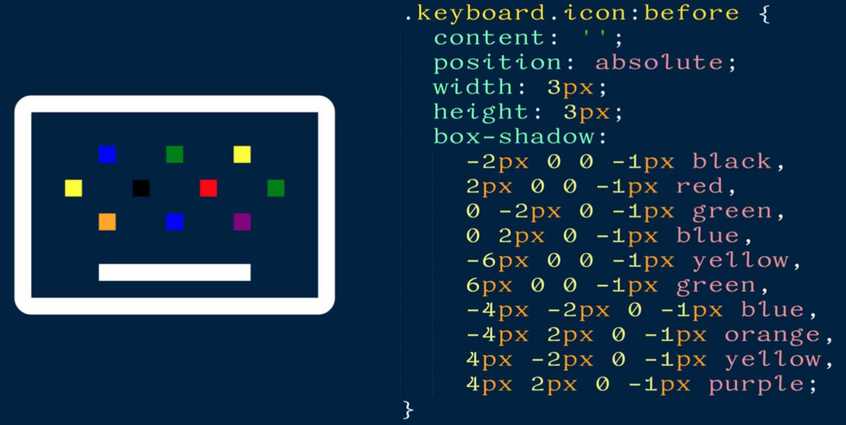 .keyboard.icon:before {
content: '';
position: absolute;
width: 3px;
height: 3px;
box-shadow:
-2px 0 0 -1px black,
2px 0 0 -1px red,
0 -2px 0 -1px green,
0 2px 0 -1px blue,
-6px 0 0 -1px yellow,
6px 0 0 -1px green,
-4px -2px 0 -1px blue,
-4px 2px 0 -1px orange,
4px -2px 0 -1px yellow,
4px 2px 0 -1px purple;
}